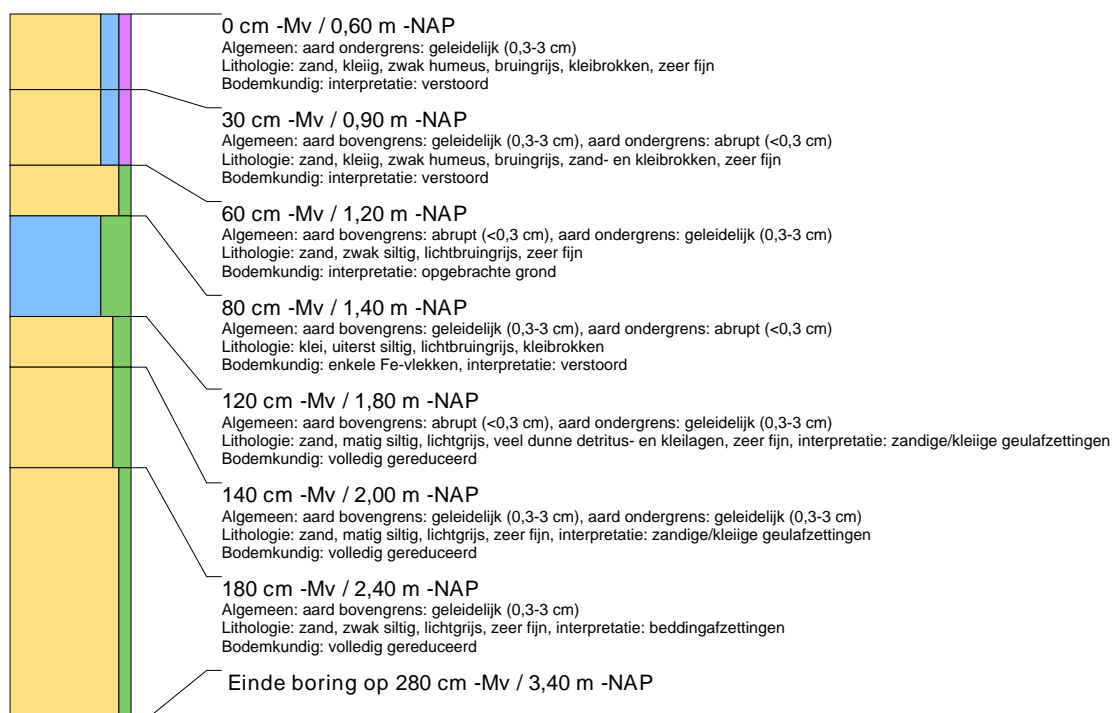 0 cm -Mv / 0,60 m -NAP
Algemeen: aard ondergrens: geleidelijk (0,3-3 cm)
Lithologie: zand, kleiig, zwak humeus, bruingrijs, kleibrokken, zeer fijn
Bodemkundig: interpretatie: verstoord
30 cm -Mv / 0,90 m -NAP
Algemeen: aard bovengrens: geleidelijk (0,3-3 cm), aard ondergrens: abrupt (<0,3 cm)
Lithologie: zand, kleiig, zwak humeus, bruingrijs, zand- en kleibrokken, zeer fijn
Bodemkundig: interpretatie: verstoord
60 cm -Mv / 1,20 m -NAP
Algemeen: aard bovengrens: abrupt (<0,3 cm), aard ondergrens: geleidelijk (0,3-3 cm)
Lithologie: zand, zwak siltig, lichtbruingrijs, zeer fijn
Bodemkundig: interpretatie: opgebrachte grond
80 cm -Mv / 1,40 m -NAP
Algemeen: aard bovengrens: geleidelijk (0,3-3 cm), aard ondergrens: abrupt (<0,3 cm)
Lithologie: klei, uiterst siltig, lichtbruingrijs, kleibrokken
Bodemkundig: enkele Fe-vlekken, interpretatie: verstoord
120 cm -Mv / 1,80 m -NAP
Algemeen: aard bovengrens: abrupt (<0,3 cm), aard ondergrens: geleidelijk (0,3-3 cm)
Lithologie: zand, matig siltig, lichtgrijs, veel dunne detritus- en kleilagen, zeer fijn, interpretatie: zandige/kleiige geulafzettingen
Bodemkundig: volledig gereduceerd
140 cm -Mv / 2,00 m -NAP
Algemeen: aard bovengrens: geleidelijk (0,3-3 cm), aard ondergrens: geleidelijk (0,3-3 cm)
Lithologie: zand, matig siltig, lichtgrijs, zeer fijn, interpretatie: zandige/kleiige geulafzettingen
Bodemkundig: volledig gereduceerd
180 cm -Mv / 2,40 m -NAP
Algemeen: aard bovengrens: geleidelijk (0,3-3 cm)
Lithologie: zand, zwak siltig, lichtgrijs, zeer fijn, interpretatie: beddingafzettingen
Bodemkundig: volledig gereduceerd
Einde boring op 280 cm -Mv / 3,40 m -NAP